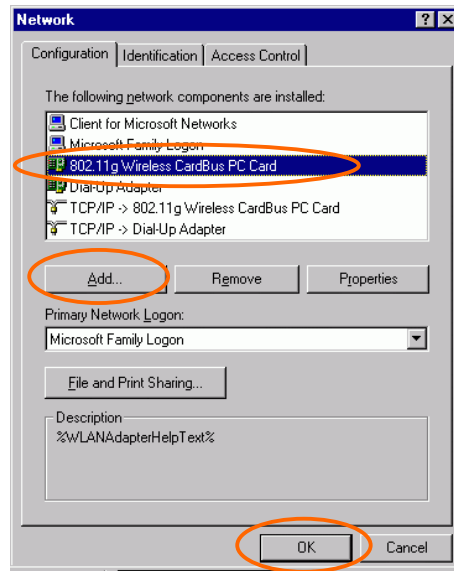 Network
Configuration Identification Access Control
The following network components are installed:
Client for Microsoft Networks
Microsoft Family Logon
802.11g Wireless CardBus PC Card
Dial-Up Adapter
TCP/IP -> 802.11g Wireless CardBus PC Card
TCP/IP -> Dial-Up Adapter
Add... Remove Properties
Primary Network Logon:
Microsoft Family Logon
File and Print Sharing...
Description
%WLANAdapterHelpText%
OK Cancel